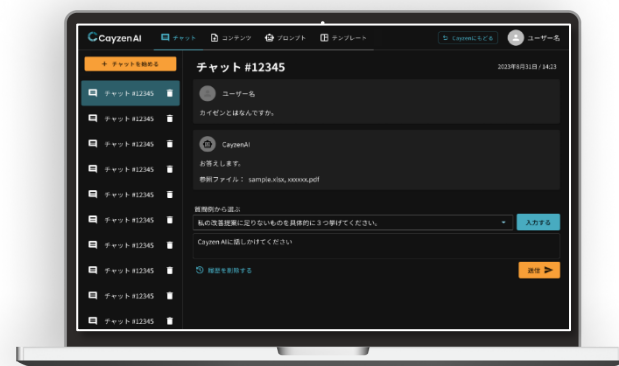 CayzenAI
チャット
コンテンツ
プロンプト
テンプレート
Cayzenにもどる
ユーザー名
+ チャットを始める
チャット #12345
チャット #12345
チャット #12345
チャット #12345
チャット #12345
チャット #12345
チャット #12345
チャット #12345
チャット #12345
チャット #12345
チャット #12345
2023年8月31日 / 14:23
ユーザー名
カイゼンとはなんですか。
CayzenAI
お答えします。
参照ファイル： sample.xlsx, xxxxxx.pdf
質問例から選ぶ
私の改善提案に足りないものを具体的に３つ挙げてください。
入力する
Cayzen AIに話しかけてください
履歴を削除する
送信